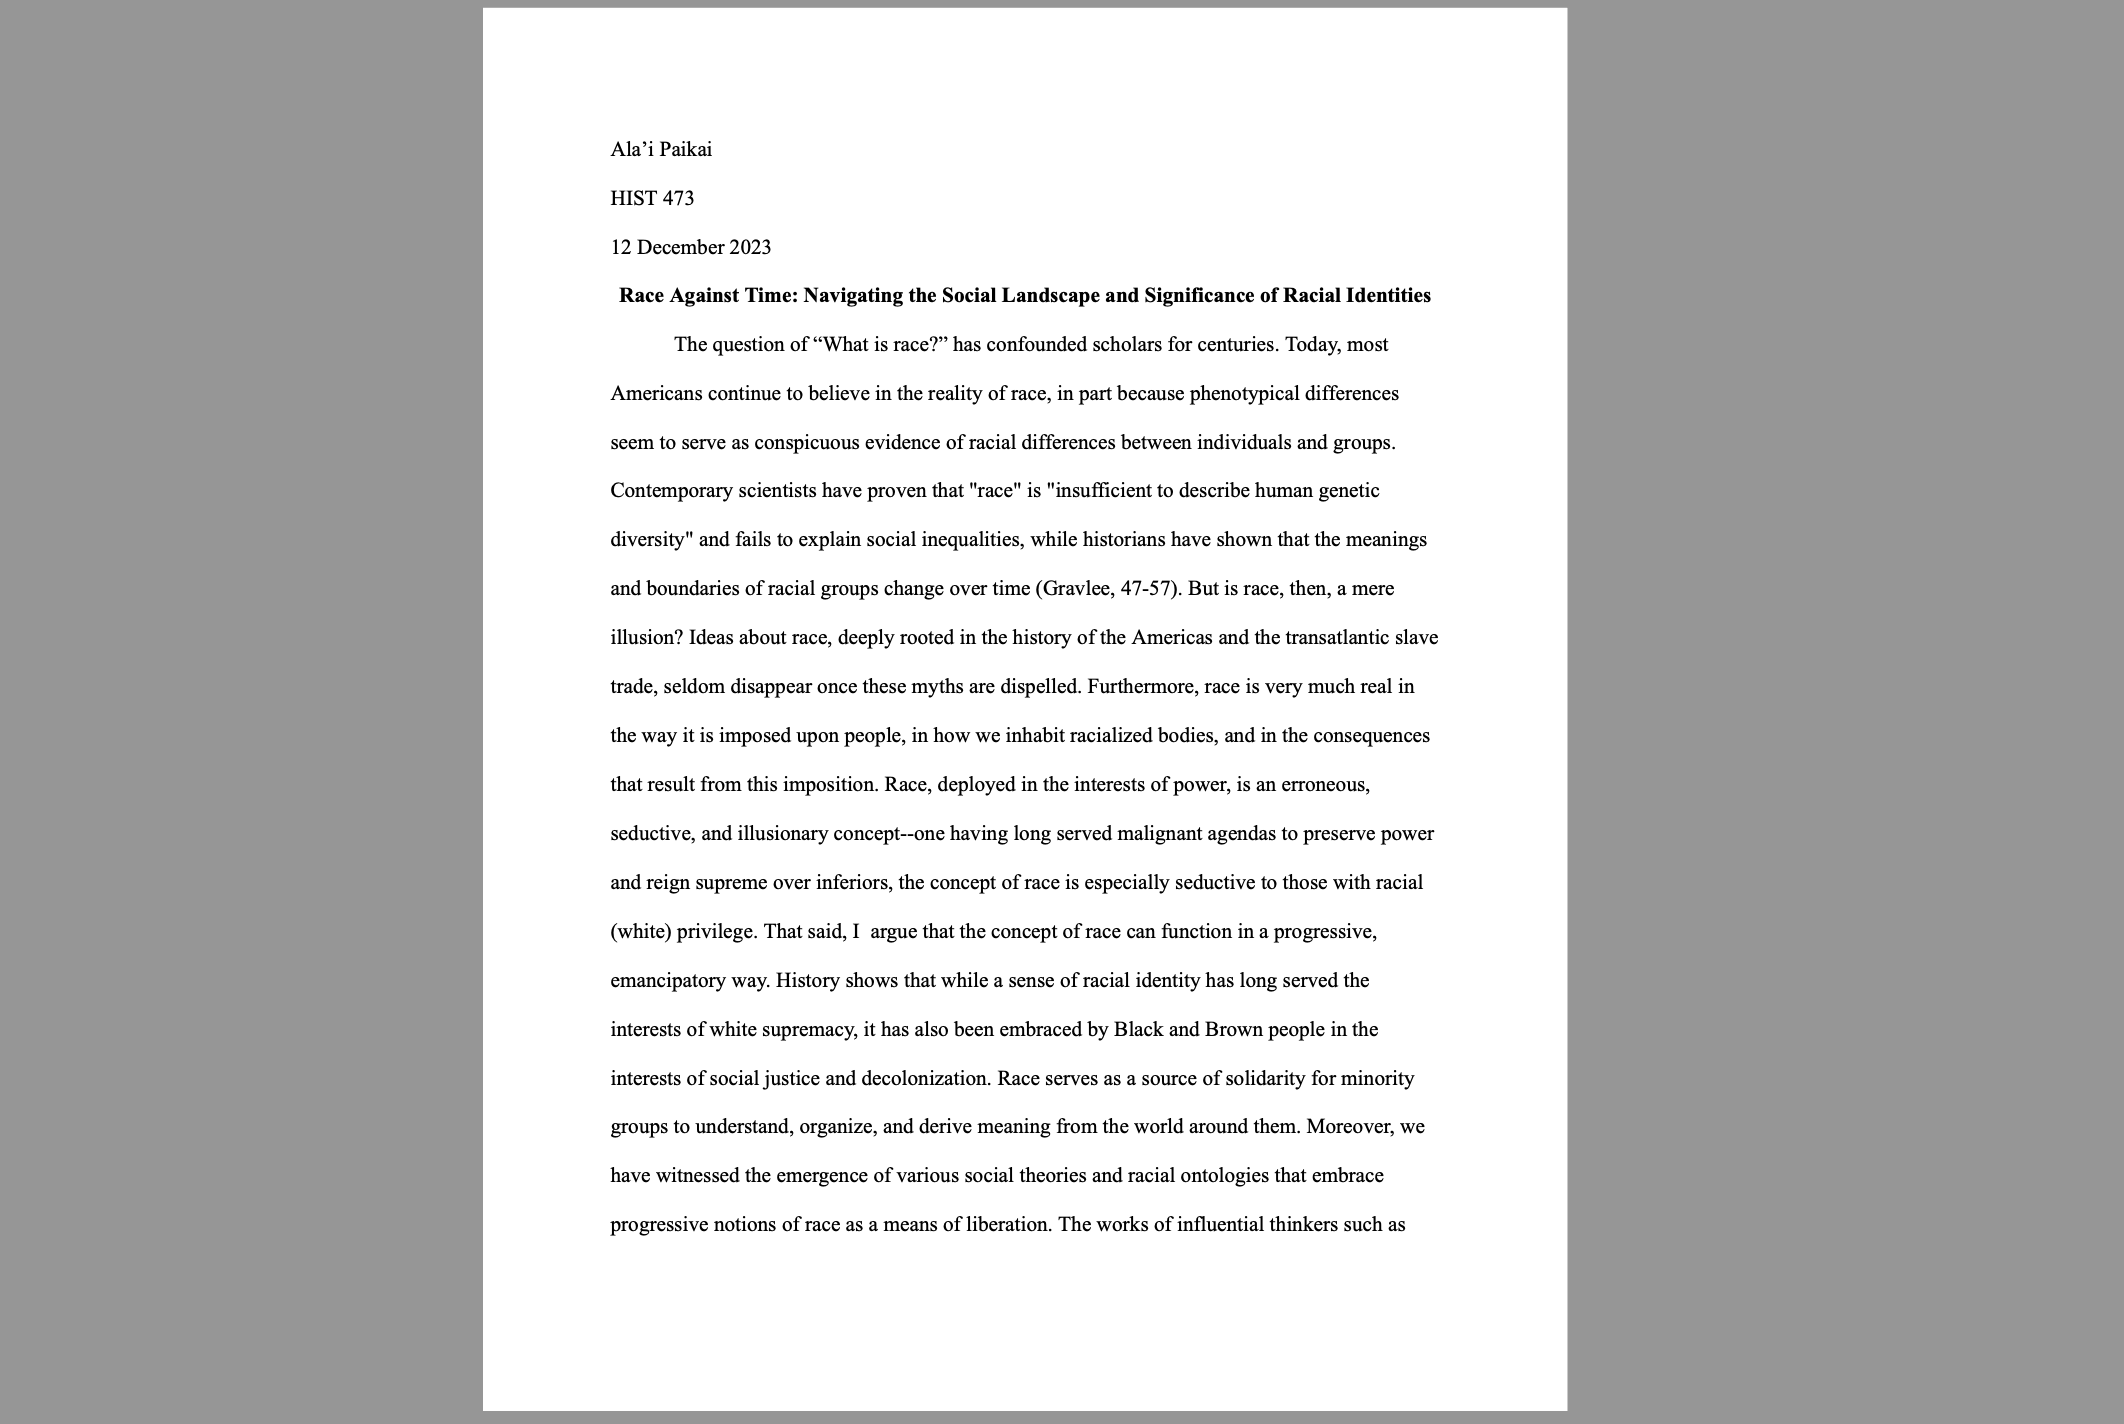 Ala’i Paikai
HIST 473
12 December 2023
Race Against Time: Navigating the Social Landscape and Significance of Racial Identities
The question of “What is race?” has confounded scholars for centuries. Today, most
Americans continue to believe in the reality of race, in part because phenotypical differences
seem to serve as conspicuous evidence of racial differences between individuals and groups.
Contemporary scientists have proven that "race" is "insufficient to describe human genetic
diversity" and fails to explain social inequalities, while historians have shown that the meanings
and boundaries of racial groups change over time (Gravlee, 47-57). But is race, then, a mere
illusion? Ideas about race, deeply rooted in the history of the Americas and the transatlantic slave
trade, seldom disappear once these myths are dispelled. Furthermore, race is very much real in
the way it is imposed upon people, in how we inhabit racialized bodies, and in the consequences
that result from this imposition. Race, deployed in the interests of power, is an erroneous,
seductive, and illusionary concept--one having long served malignant agendas to preserve power
and reign supreme over inferiors, the concept of race is especially seductive to those with racial
(white) privilege. That said, I  argue that the concept of race can function in a progressive,
emancipatory way. History shows that while a sense of racial identity has long served the
interests of white supremacy, it has also been embraced by Black and Brown people in the
interests of social justice and decolonization. Race serves as a source of solidarity for minority
groups to understand, organize, and derive meaning from the world around them. Moreover, we
have witnessed the emergence of various social theories and racial ontologies that embrace
progressive notions of race as a means of liberation. The works of influential thinkers such as